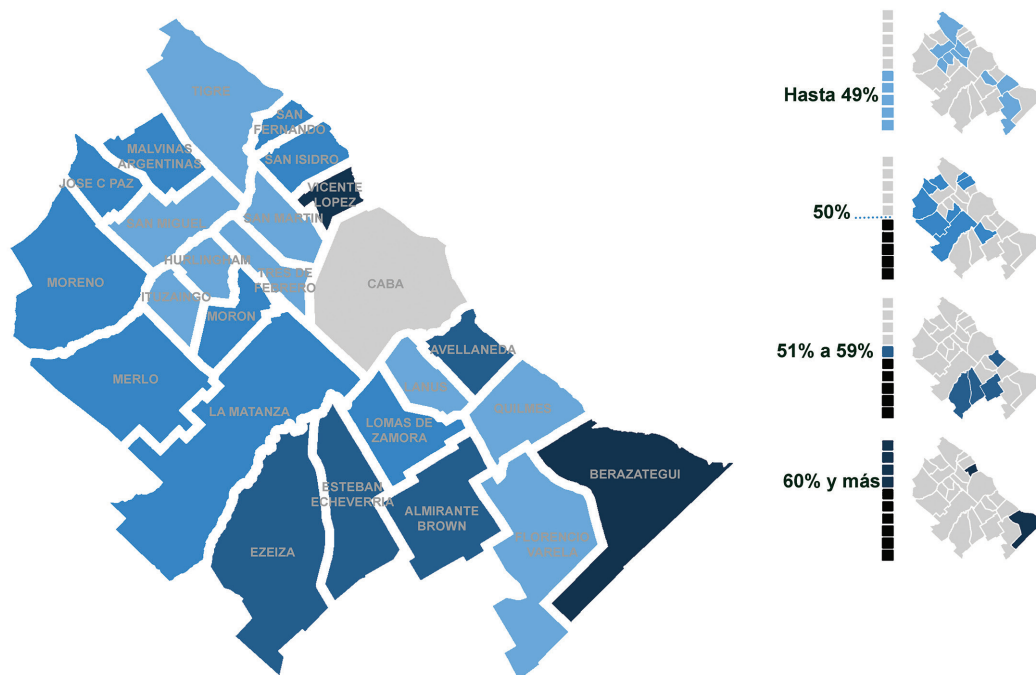 TIGRE
SAN
FERNANDO
MALVINAS
ARGENTINAS
SAN ISIDRO
JOSE C PAZ
VICENTE
LOPEZ
SAN MIGUEL
SAN MARTIN
HURLINGAM
TRES DE
FEBRERO
MORENO
CABA
ITUZAINGO
MORON
AVELLANEDA
MERLO
LANUS
LA MATANZA
QUILMES
LOMAS DE
ZAMORA
BERAZATEGUI
ESTEBAN
ECHEVERRIA
ALMIRANTE
BROWN
FLORENCIO
VARELA
EZEIZA
Hasta 49%
50%
51% a 59%
60% y más